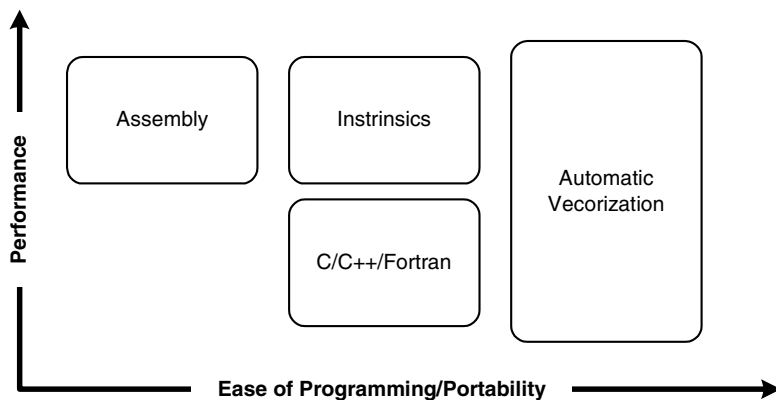 Performance
Assembly
Instrinsics
C/C++/Fortran
Automatic
Vecorization
Ease of Programming/Portability